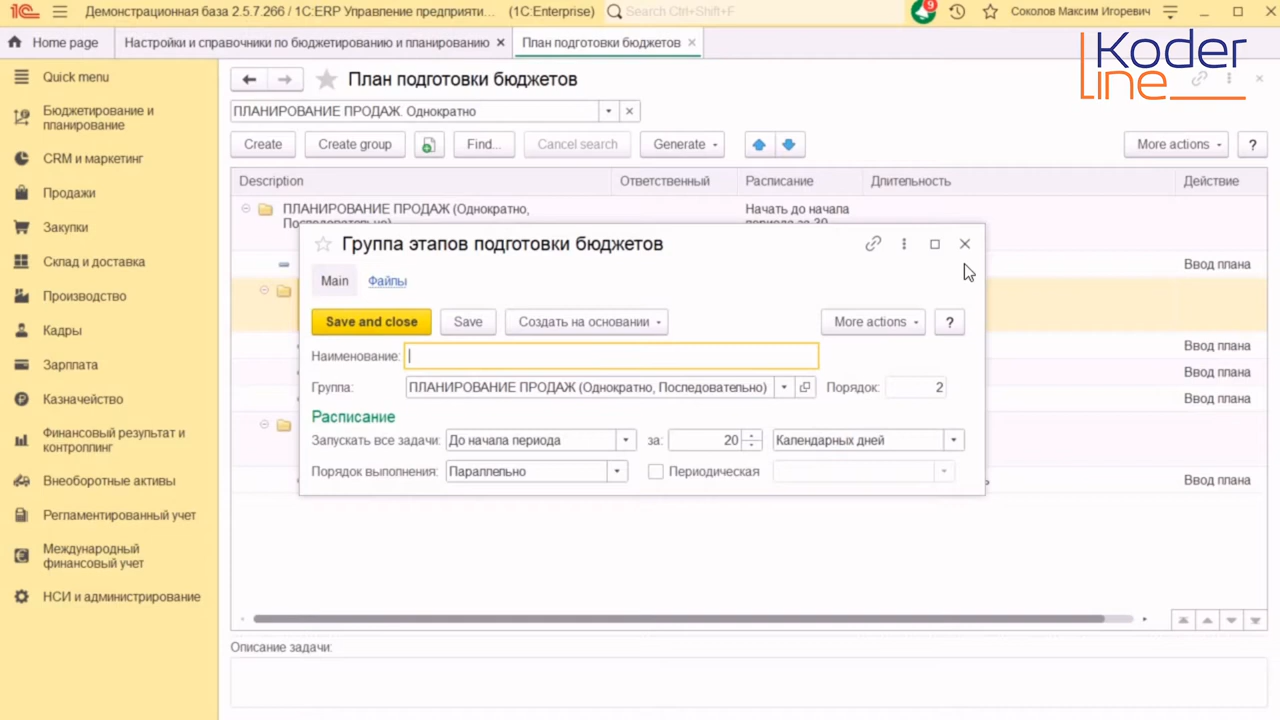 Демонстрационная база 2.5.7.266 / 1С:ERP Управление предприяти... (1C:Enterprise) Search Ctrl+Shift+F 9 Соколов Максим Игоревич
Home page Настройки и справочники по бюджетированию и планированию План подготовки бюджетов
Koder
line
Quick menu
Бюджетирование и
планирование
CRM и маркетинг
Продажи
Закупки
Склад и доставка
Производство
Кадры
Зарплата
Казначейство
Финансовый результат и
контроллинг
Внеоборотные активы
Регламентированный учет
Международный
финансовый учет
НСИ и администрирование
План подготовки бюджетов
ПЛАНИРОВАНИЕ ПРОДАЖ. Однократно
Create Create group Find... Cancel search Generate More actions ?
Description Ответственный Расписание Длительность Действие
ПЛАНИРОВАНИЕ ПРОДАЖ (Однократно, Начать до начала
Ввод плана
Ввод плана
Ввод плана
Ввод плана
Ввод плана
Группа этапов подготовки бюджетов
Main Файлы
Save and close Save Создать на основании More actions ?
Наименование:
Группа: ПЛАНИРОВАНИЕ ПРОДАЖ (Однократно, Последовательно) Порядок: 2
Расписание
Запускать все задачи: До начала периода за: 20 Календарных дней
Порядок выполнения: Параллельно Периодическая
Описание задачи: